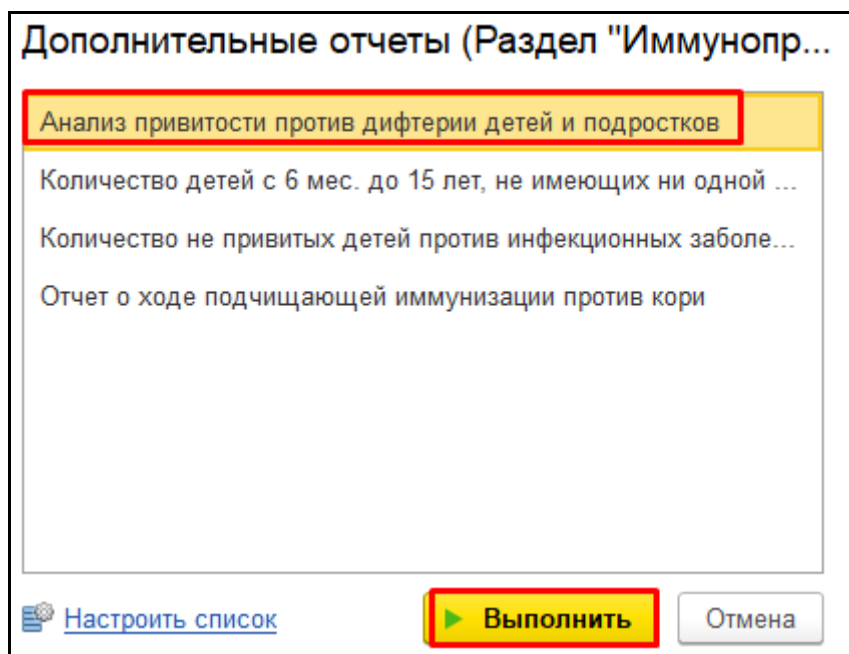 Дополнительные отчеты (Раздел "Иммунопр...
Анализ привитости против дифтерии детей и подростков
Количество детей с 6 мес. до 15 лет, не имеющих ни одной ...
Количество не привитых детей против инфекционных заболе...
Отчет о ходе подчищающей иммунизации против кори
Настроить список Выполнить Отмена